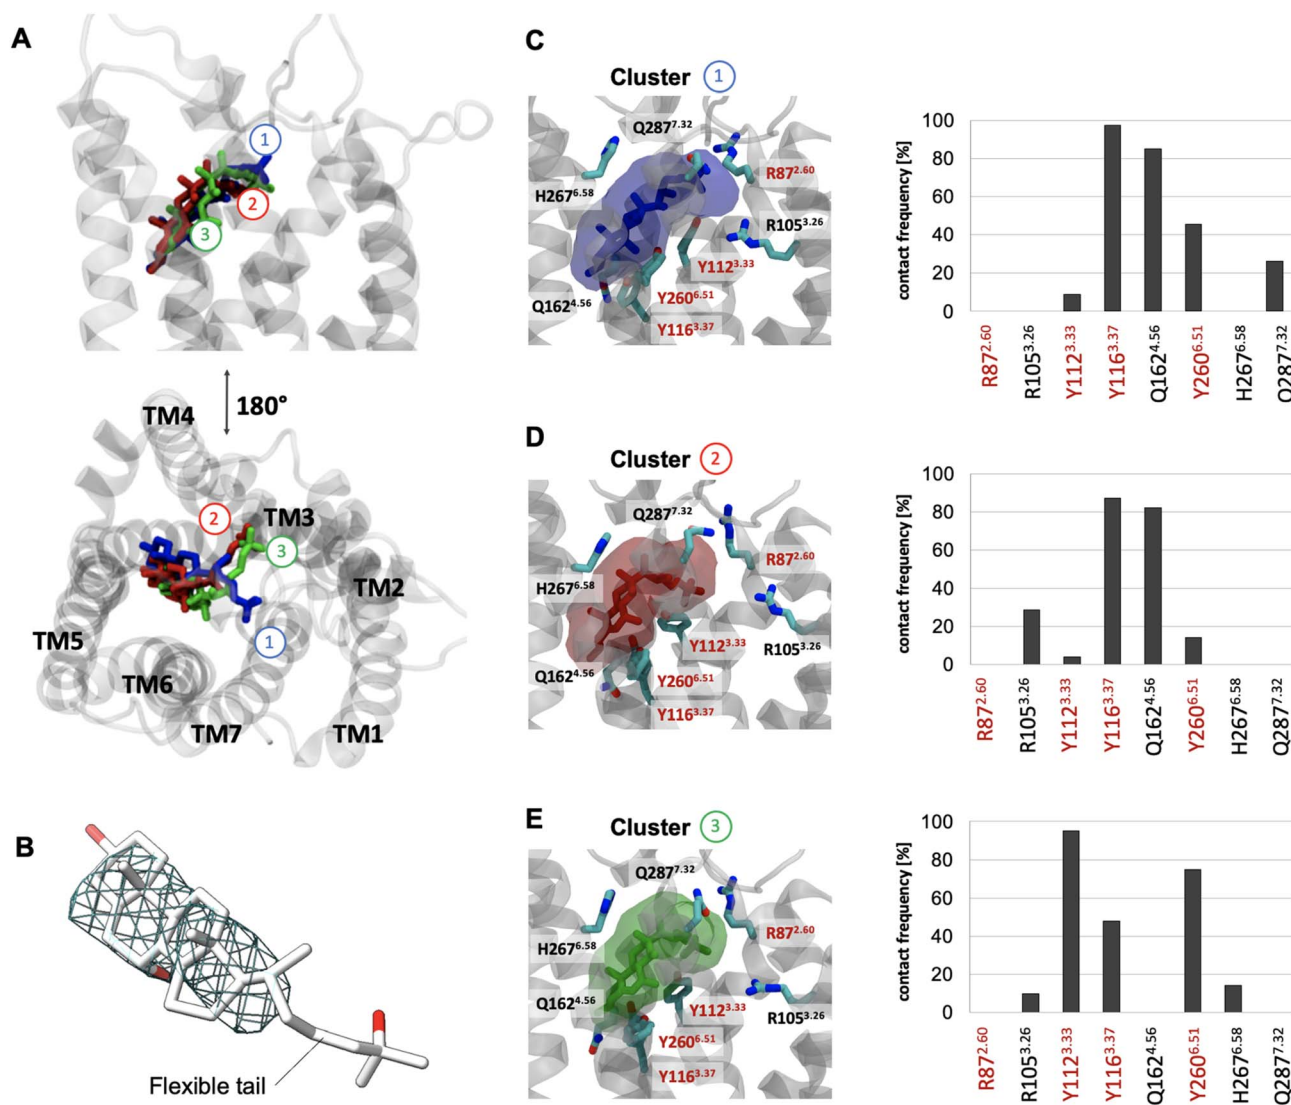 A
1
2
3
180°
TM4
2
TM3
3
TM2
TM5
1
TM6
TM7
TM1
B
Flexible tail
C
Cluster 1
Q287^7.32
R87^2.60
H267^6.58
R105^3.26
Y112^3.33
Q162^4.56
Y260^6.51
Y116^3.37
contact frequency [%]
100
80
60
40
20
0
R87^2.60
R105^3.26
Y112^3.33
Y116^3.37
Q162^4.56
Y260^6.51
H267^6.58
Q287^7.32
D
Cluster 2
Q287^7.32
R87^2.60
H267^6.58
Y112^3.33
R105^3.26
Q162^4.56
Y260^6.51
Y116^3.37
contact frequency [%]
100
80
60
40
20
0
R87^2.60
R105^3.26
Y112^3.33
Y116^3.37
Q162^4.56
Y260^6.51
H267^6.58
Q287^7.32
E
Cluster 3
Q287^7.32
R87^2.60
H267^6.58
Q162^4.56
Y112^3.33
R105^3.26
Y260^6.51
Y116^3.37
contact frequency [%]
100
80
60
40
20
0
R87^2.60
R105^3.26
Y112^3.33
Y116^3.37
Q162^4.56
Y260^6.51
H267^6.58
Q287^7.32